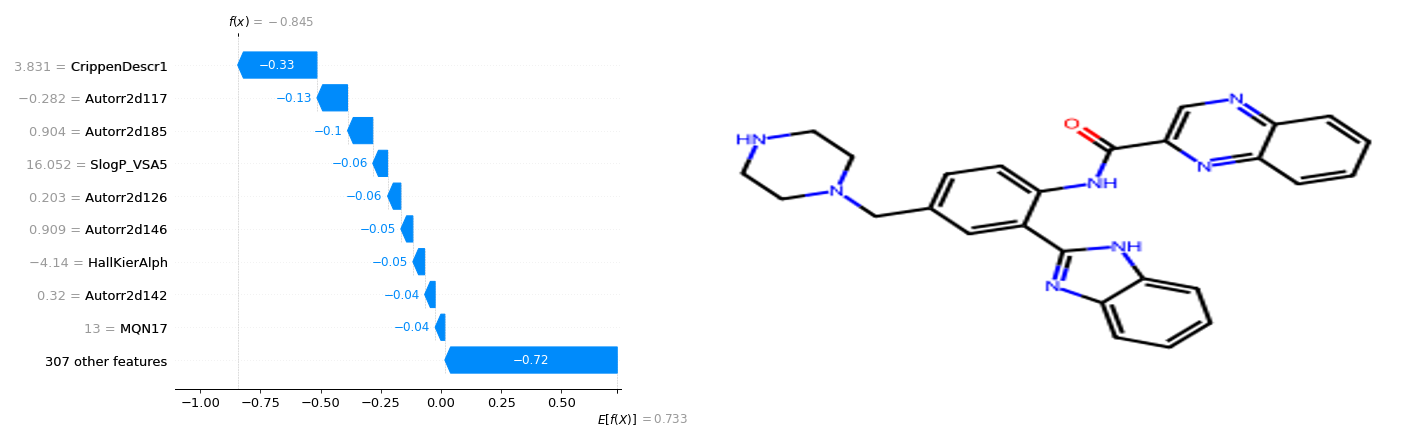 f(x) = −0.845
3.831 = CrippenDescr1
−0.33
−0.282 = Autorr2d117
−0.13
0.904 = Autorr2d185
−0.1
16.052 = SlogP_VSA5
−0.06
0.203 = Autorr2d126
−0.06
0.909 = Autorr2d146
−0.05
−4.14 = HallKierAlph
−0.05
0.32 = Autorr2d142
−0.04
13 = MQN17
−0.04
307 other features
−0.72
−1.00 −0.75 −0.50 −0.25 0.00 0.25 0.50
E[f(X)] = 0.733
N
O
HN
N
NH
N
NH
N